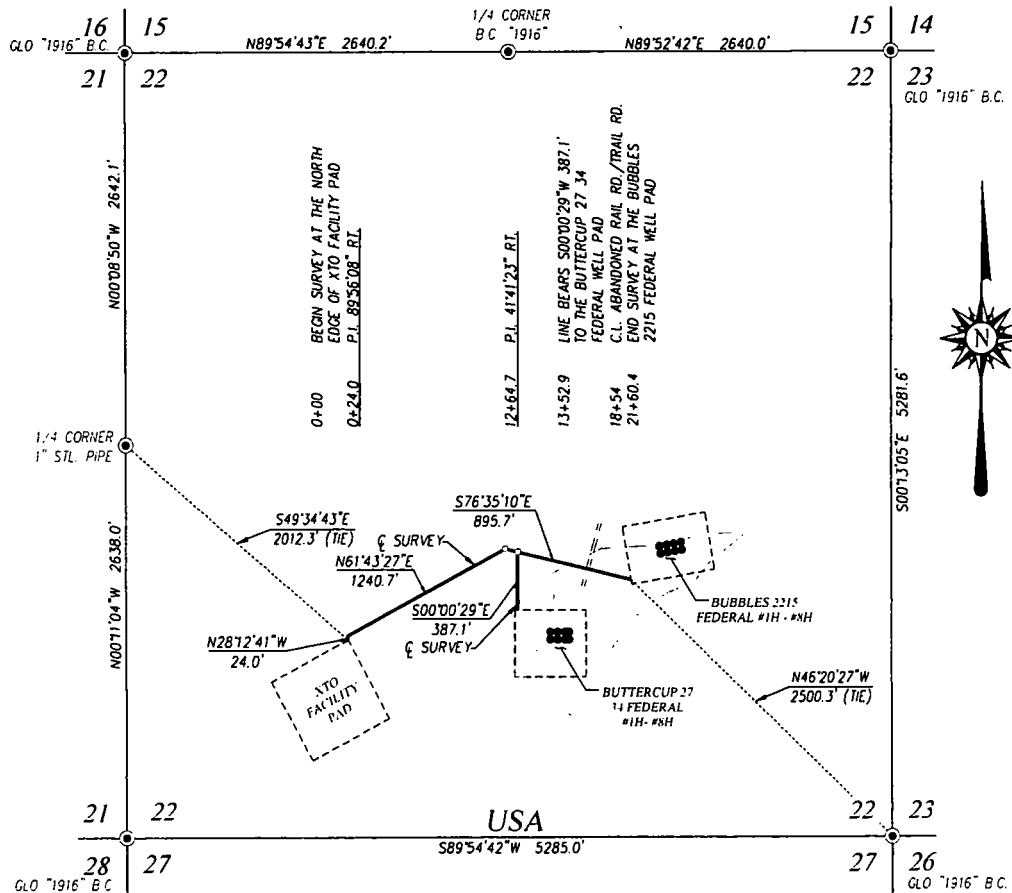 1/4 CORNER
B C "1916"
16 15
15 14
GLO "1916" B.C.
N89°54'43"E 2640.2'
N89°52'42"E 2640.0'
21 22
22 23
GLO "1916" B.C.
N00°08'50"W 2642.1'
0+00 BEGIN SURVEY AT THE NORTH
EDGE OF XTO FACILITY PAD
0+24.0 P.I. 89°56'08" RT.
12+64.7 P.I. 41°41'23" RT.
13+52.9 LINE BEARS S00°00'29"W 387.1'
TO THE BUTTERCUP 27 34
FEDERAL WELL PAD
18+54 C.L. ABANDONED RAIL RD./TRAIL RD.
21+60.4 END SURVEY AT THE BUBBLES
2215 FEDERAL WELL PAD
N
S00°13'05"E 5281.6'
1/4 CORNER
1" STL. PIPE
N00°11'04"W 2638.0'
S49°34'43"E
2012.3' (TIE)
℄ SURVEY
N61°43'27"E
1240.7'
S76°35'10"E
895.7'
S00°00'29"E
387.1'
℄ SURVEY
N28°12'41"W
24.0'
XTO
FACILITY
PAD
BUBBLES 2215
FEDERAL #1H - #8H
BUTTERCUP 27
34 FEDERAL
#1H- #8H
N46°20'27"W
2500.3' (TIE)
21 22
USA
22 23
S89°54'42"W 5285.0'
28 27
27 26
GLO "1916" B C
GLO "1916" B.C.